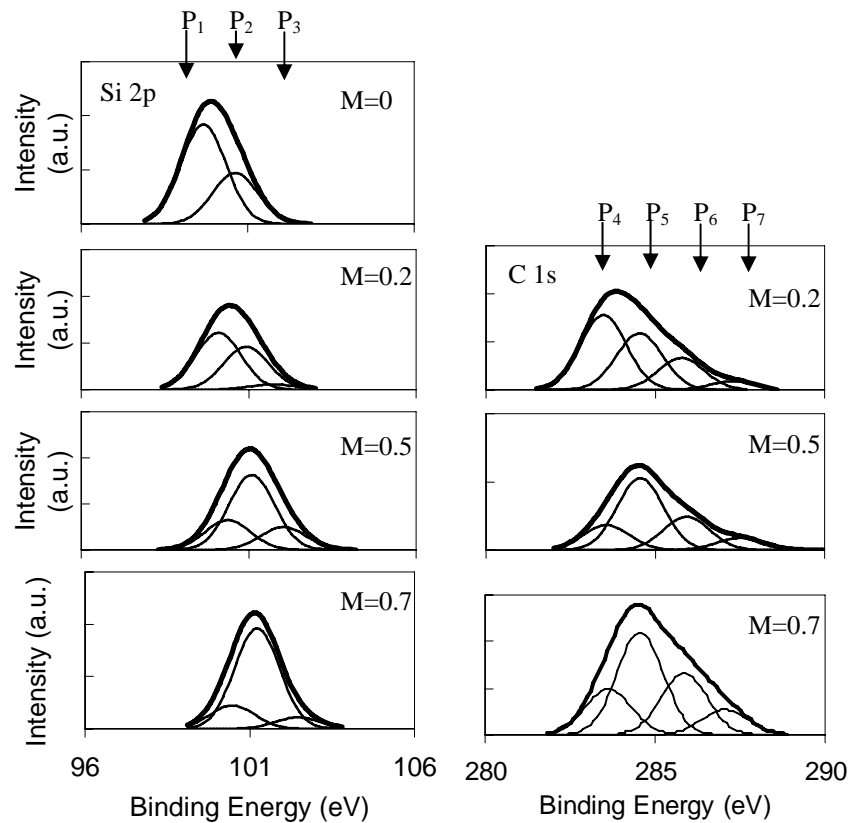 P₁ P₂ P₃
Si 2p
M=0
Intensity
(a.u.)
M=0.2
Intensity
(a.u.)
M=0.5
Intensity
(a.u.)
M=0.7
Intensity (a.u.)
96 101 106
Binding Energy (eV)
P₄ P₅ P₆ P₇
C 1s
M=0.2
M=0.5
M=0.7
280 285 290
Binding Energy (eV)